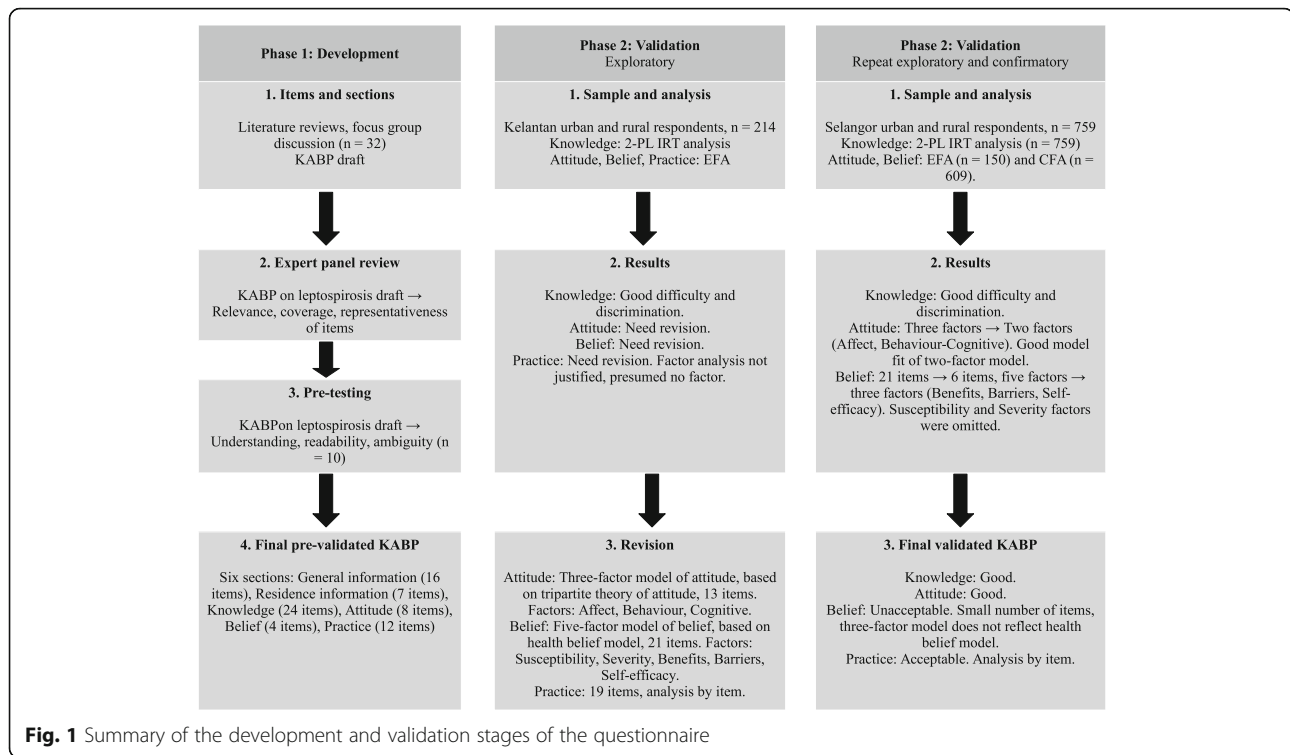 Phase 1: Development
1. Items and sections
Literature reviews, focus group
discussion (n = 32)
KABP draft
2. Expert panel review
KABP on leptospirosis draft →
Relevance, coverage, representativeness
of items
3. Pre-testing
KABPon leptospirosis draft →
Understanding, readability, ambiguity (n
= 10)
4. Final pre-validated KABP
Six sections: General information (16
items), Residence information (7 items),
Knowledge (24 items), Attitude (8 items),
Belief (4 items), Practice (12 items)
Phase 2: Validation
Exploratory
1. Sample and analysis
Kelantan urban and rural respondents, n = 214
Knowledge: 2-PL IRT analysis
Attitude, Belief, Practice: EFA
2. Results
Knowledge: Good difficulty and
discrimination.
Attitude: Need revision.
Belief: Need revision.
Practice: Need revision. Factor analysis not
justified, presumed no factor.
3. Revision
Attitude: Three-factor model of attitude, based
on tripartite theory of attitude, 13 items.
Factors: Affect, Behaviour, Cognitive.
Belief: Five-factor model of belief, based on
health belief model, 21 items. Factors:
Susceptibility, Severity, Benefits, Barriers,
Self-efficacy.
Practice: 19 items, analysis by item.
Phase 2: Validation
Repeat exploratory and confirmatory
1. Sample and analysis
Selangor urban and rural respondents, n = 759
Knowledge: 2-PL IRT analysis (n = 759)
Attitude, Belief: EFA (n = 150) and CFA (n =
609).
2. Results
Knowledge: Good difficulty and
discrimination.
Attitude: Three factors → Two factors
(Affect, Behaviour-Cognitive). Good model
fit of two-factor model.
Belief: 21 items → 6 items, five factors →
three factors (Benefits, Barriers, Self-
efficacy). Susceptibility and Severity factors
were omitted.
3. Final validated KABP
Knowledge: Good.
Attitude: Good.
Belief: Unacceptable. Small number of items,
three-factor model does not reflect health
belief model.
Practice: Acceptable. Analysis by item.
Fig. 1 Summary of the development and validation stages of the questionnaire